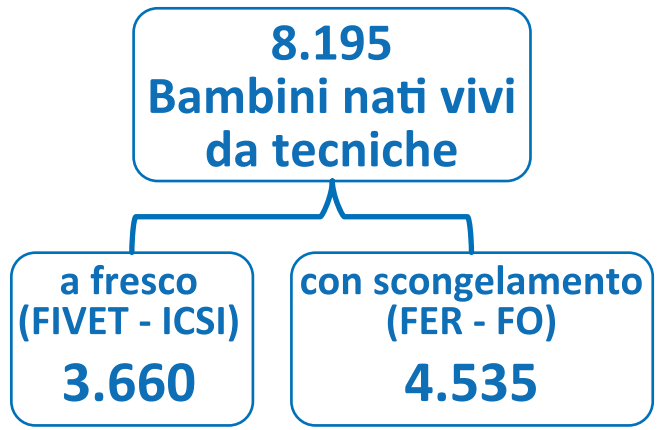 8.195
Bambini nati vivi
da tecniche
a fresco
(FIVET - ICSI)
3.660
con scongelamento
(FER - FO)
4.535